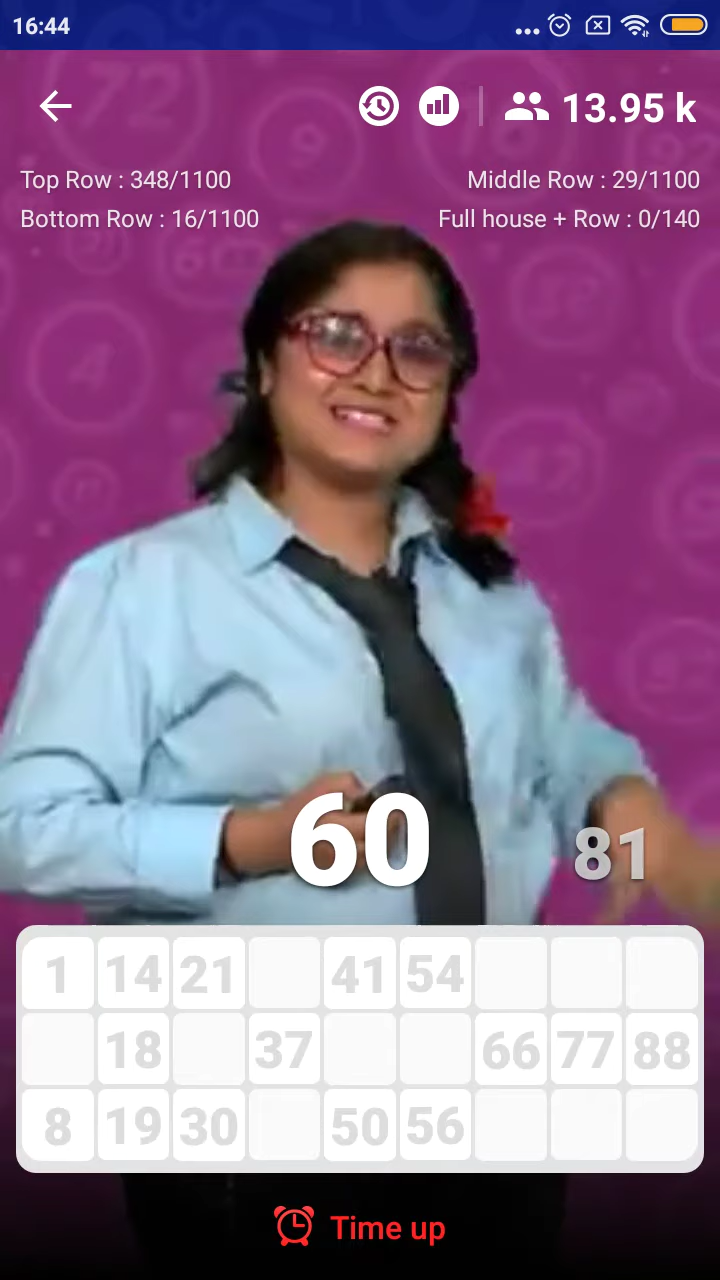 16:44
13.95 k
Top Row : 348/1100
Middle Row : 29/1100
Bottom Row : 16/1100
Full house + Row : 0/140
60
81
1 14 21 41 54
18 37 66 77 88
8 19 30 50 56
Time up